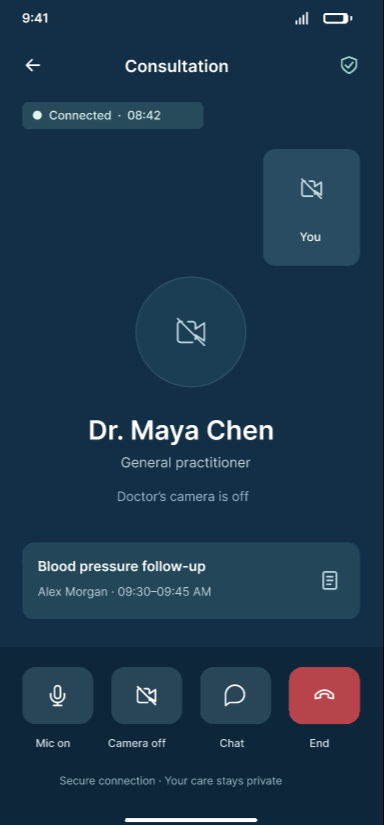 9:41
Consultation
Connected · 08:42
You
Dr. Maya Chen
General practitioner
Doctor's camera is off
Blood pressure follow-up
Alex Morgan · 09:30–09:45 AM
Mic on
Camera off
Chat
End
Secure connection · Your care stays private